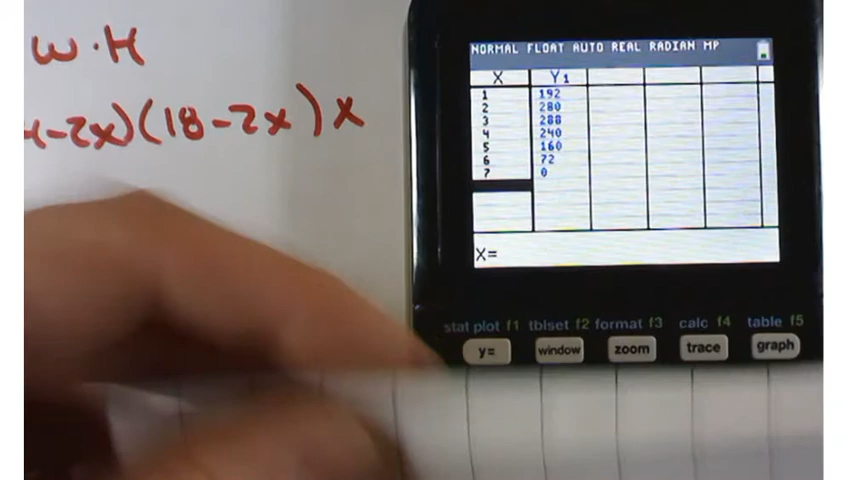 W·H
-2x)(18-2x)x
NORMAL FLOAT AUTO REAL RADIAN MP
X Y1
1 192
2 280
3 288
4 240
5 160
6 72
7 0
X=
stat plot f1 tblset f2 format f3 calc f4 table f5
y= window zoom trace graph